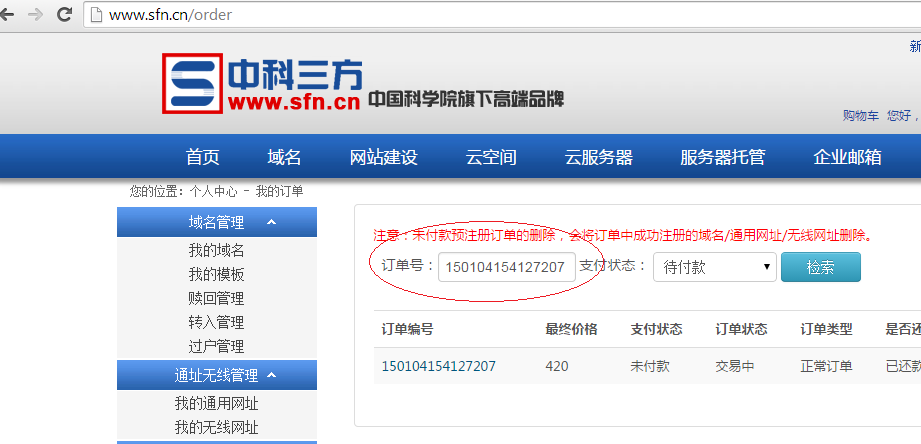 www.sfn.cn/order
新
中科三方
www.sfn.cn 中国科学院旗下高端品牌
购物车 您好，
首页 域名 网站建设 云空间 云服务器 服务器托管 企业邮箱
您的位置：个人中心 - 我的订单
域名管理
我的域名
我的模板
赎回管理
转入管理
过户管理
通址无线管理
我的通用网址
我的无线网址
注意：未付款预注册订单的删除，会将订单中成功注册的域名/通用网址/无线网址删除。
订单号： 150104154127207 支付状态： 待付款 检索
订单编号 最终价格 支付状态 订单状态 订单类型 是否还
150104154127207 420 未付款 交易中 正常订单 已还款